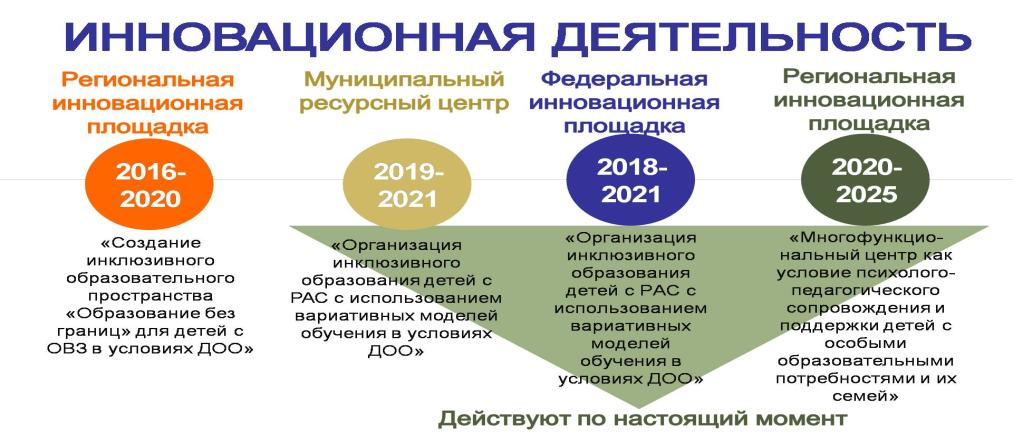 ИННОВАЦИОННАЯ ДЕЯТЕЛЬНОСТЬ
Региональная
инновационная
площадка
2016-
2020
«Создание
инклюзивного
образовательного
пространства
«Образование без
границ» для детей с
ОВЗ в условиях ДОО»
Муниципальный
ресурсный центр
2019-
2021
«Организация
инклюзивного
образования детей с
РАС с использованием
вариативных моделей
обучения в условиях
ДОО»
Федеральная
инновационная
площадка
2018-
2021
«Организация
инклюзивного
образования
детей с РАС с
использованием
вариативных
моделей
обучения в
условиях ДОО»
Региональная
инновационная
площадка
2020-
2025
«Многофункцио-
нальный центр как
условие психолого-
педагогического
сопровождения и
поддержки детей с
особыми
образовательными
потребностями и их
семей»
Действуют по настоящий момент